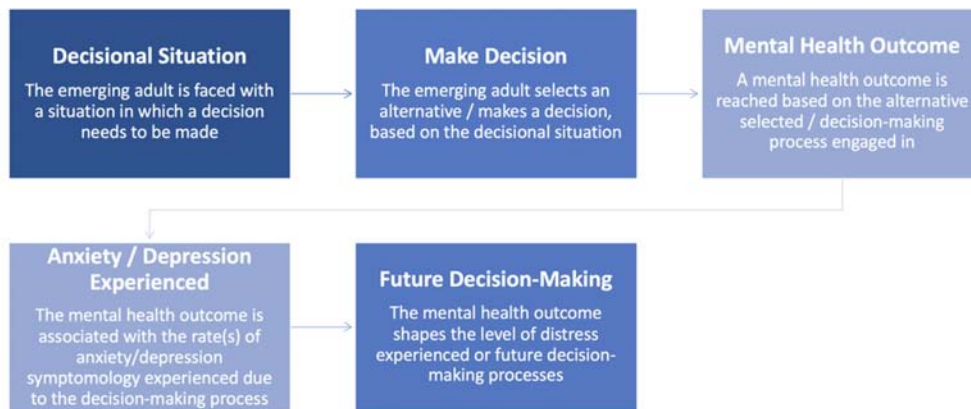 Decisional Situation
The emerging adult is faced with
a situation in which a decision
needs to be made
Make Decision
The emerging adult selects an
alternative / makes a decision,
based on the decisional situation
Mental Health Outcome
A mental health outcome is
reached based on the alternative
selected / decision-making
process engaged in
Anxiety / Depression
Experienced
The mental health outcome is
associated with the rate(s) of
anxiety/depression
symptomology experienced due
to the decision-making process
Future Decision-Making
The mental health outcome
shapes the level of distress
experienced or future decision-
making processes